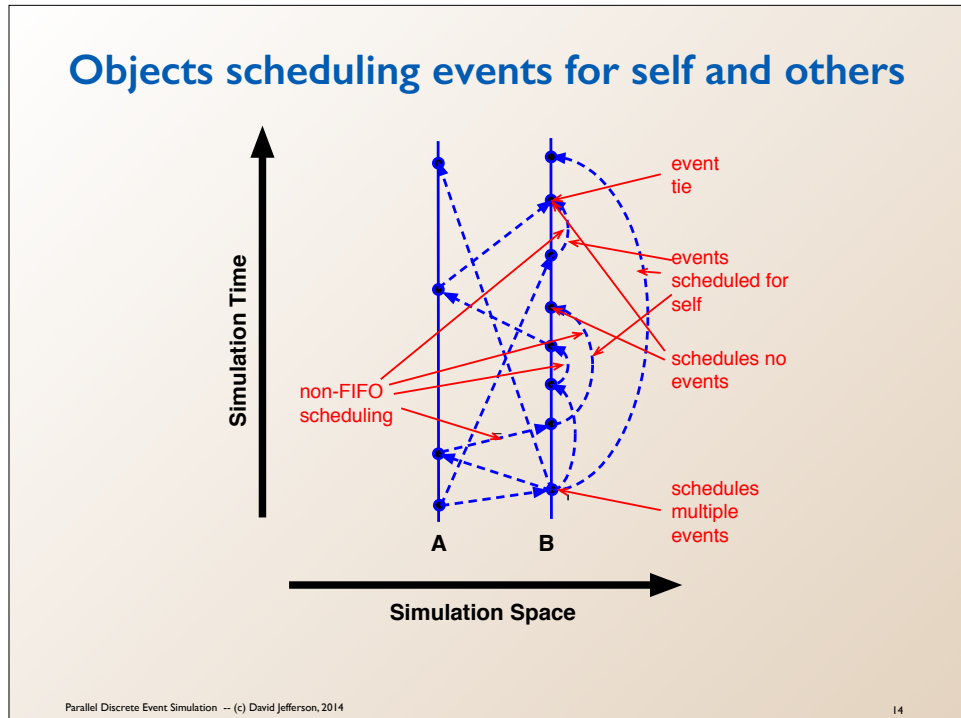 Objects scheduling events for self and others
Simulation Time
event
tie
events
scheduled for
self
schedules no
events
non-FIFO
scheduling
schedules
multiple
events
A
B
Simulation Space
Parallel Discrete Event Simulation -- (c) David Jefferson, 2014
14